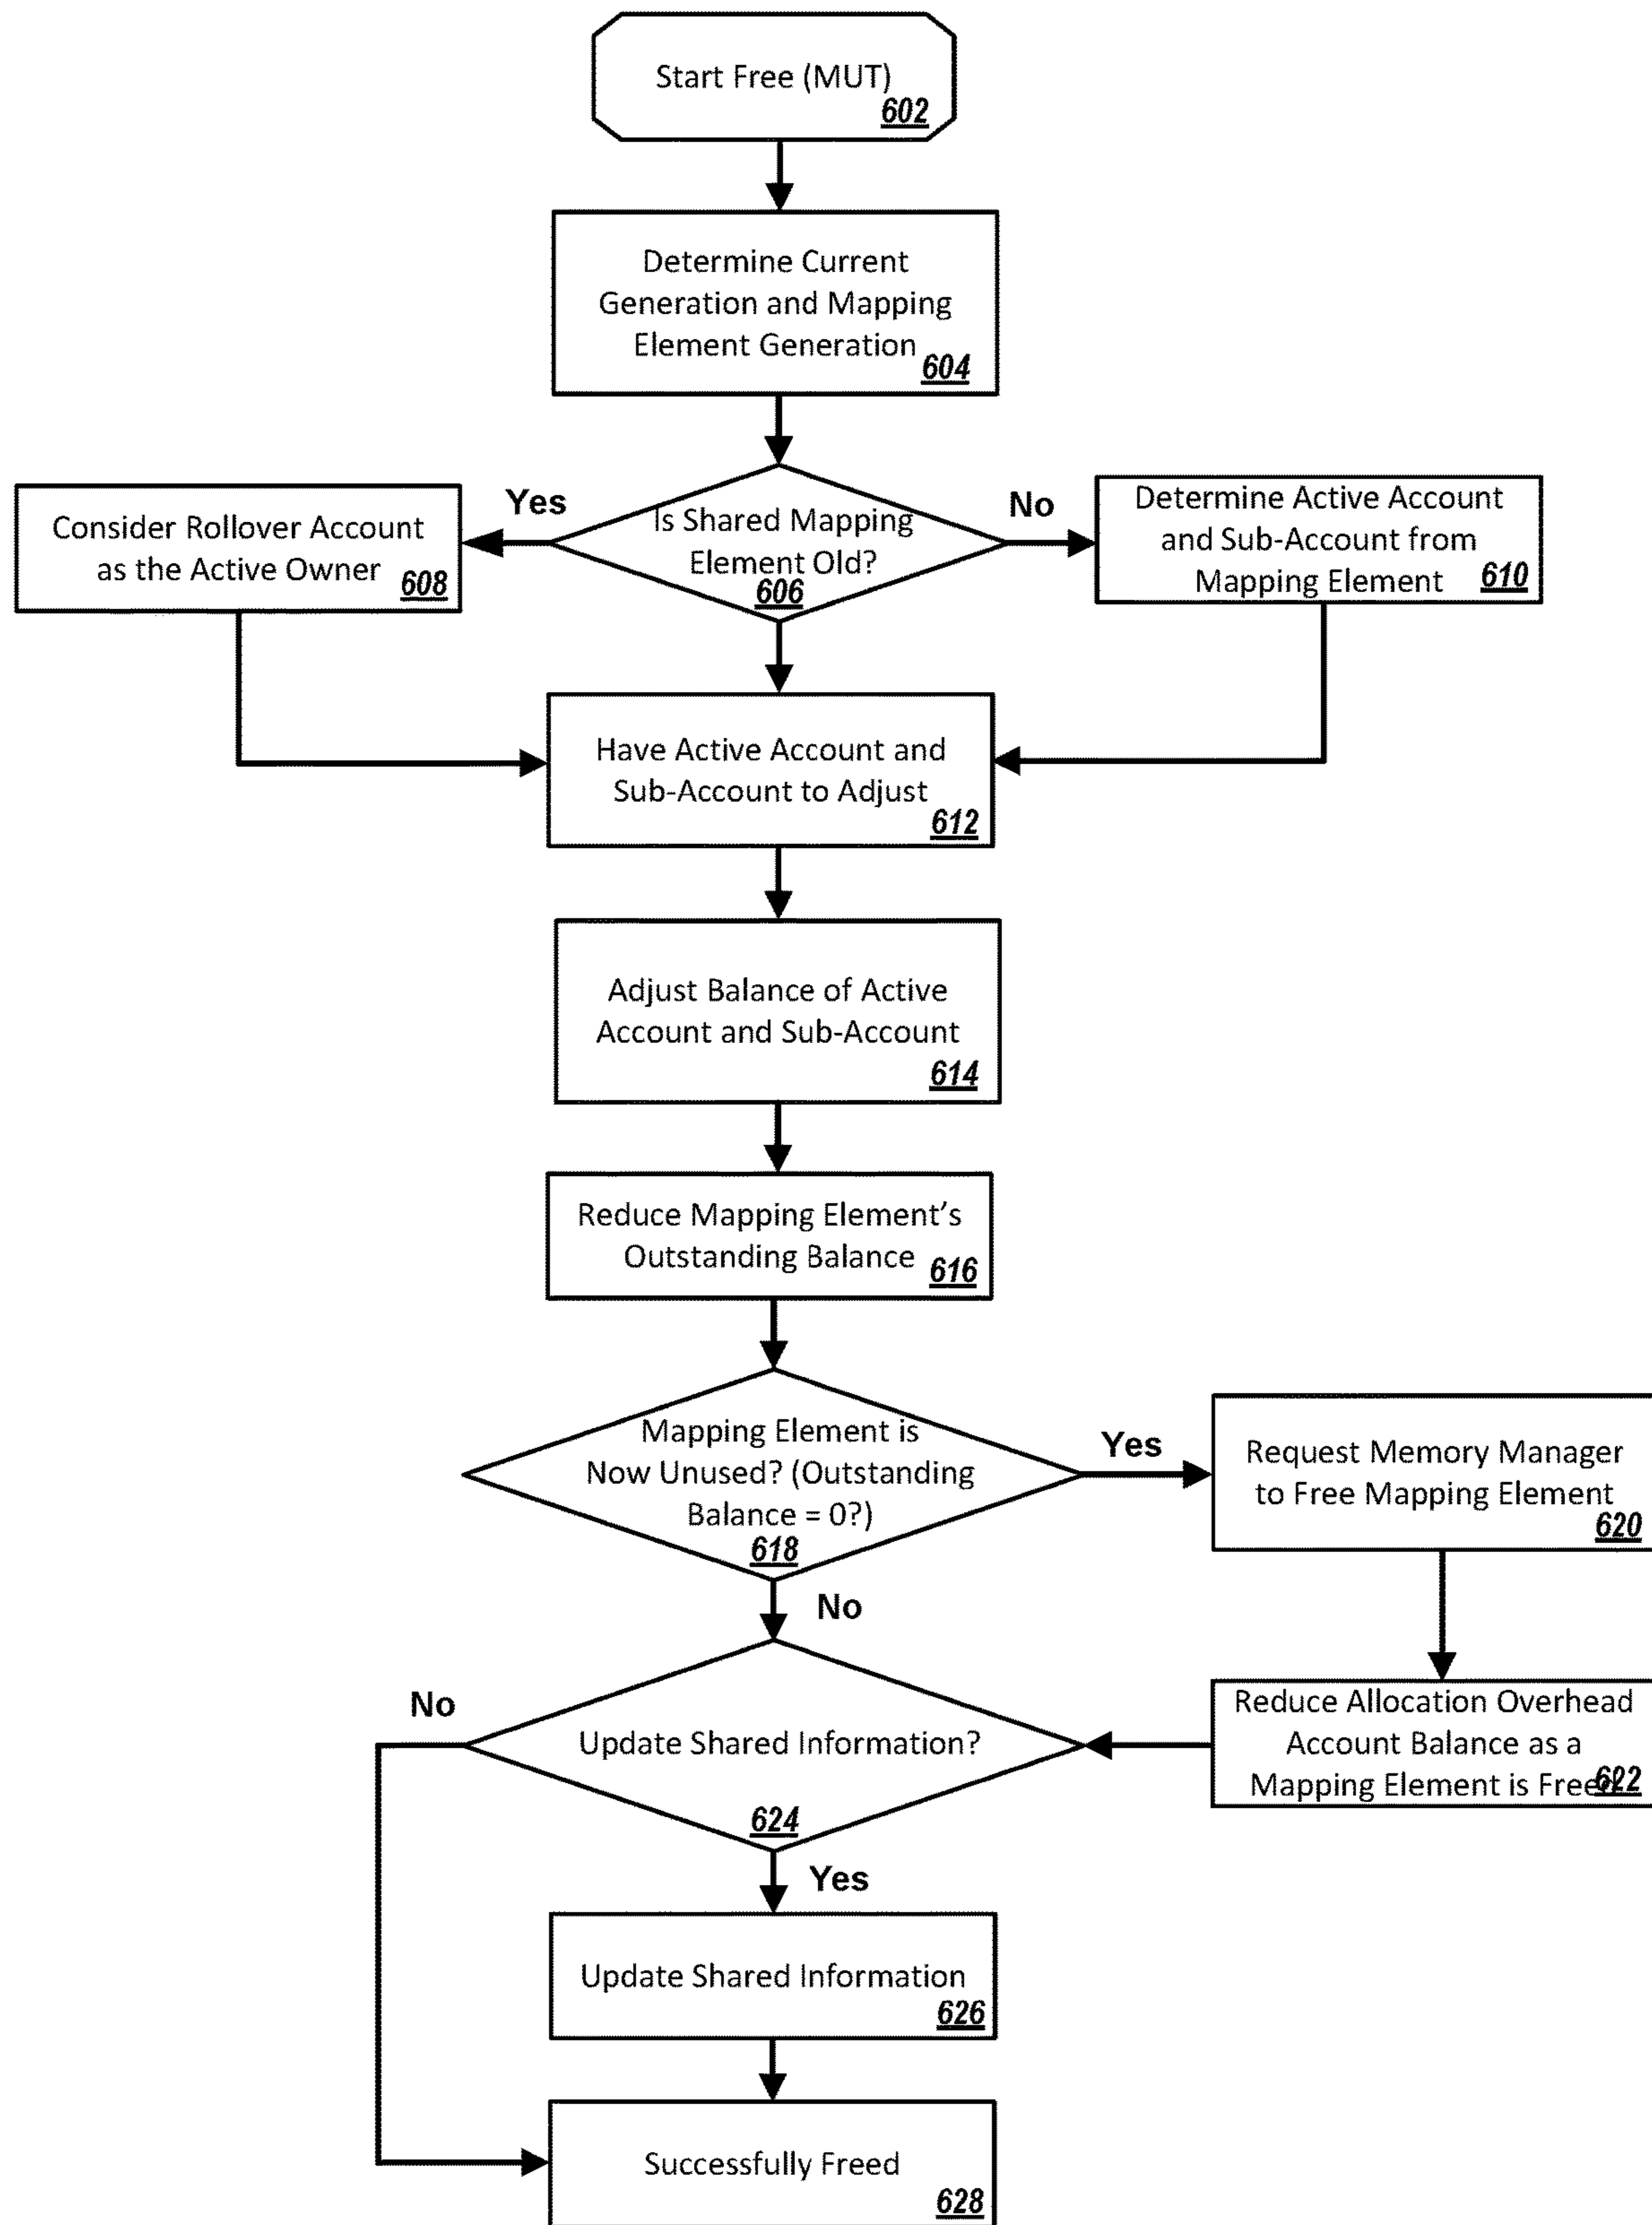 Start Free (MUT)
602
Determine Current
Generation and Mapping
Element Generation
604
Yes
Is Shared Mapping
Element Old?
606
No
Consider Rollover Account
as the Active Owner
608
Determine Active Account
and Sub-Account from
Mapping Element
610
Have Active Account and
Sub-Account to Adjust
612
Adjust Balance of Active
Account and Sub-Account
614
Reduce Mapping Element's
Outstanding Balance
616
Mapping Element is
Now Unused? (Outstanding
Balance = 0?)
618
Yes
Request Memory Manager
to Free Mapping Element
620
No
Reduce Allocation Overhead
Account Balance as a
Mapping Element is Freed
622
No
Update Shared Information?
624
Yes
Update Shared Information
626
Successfully Freed
628